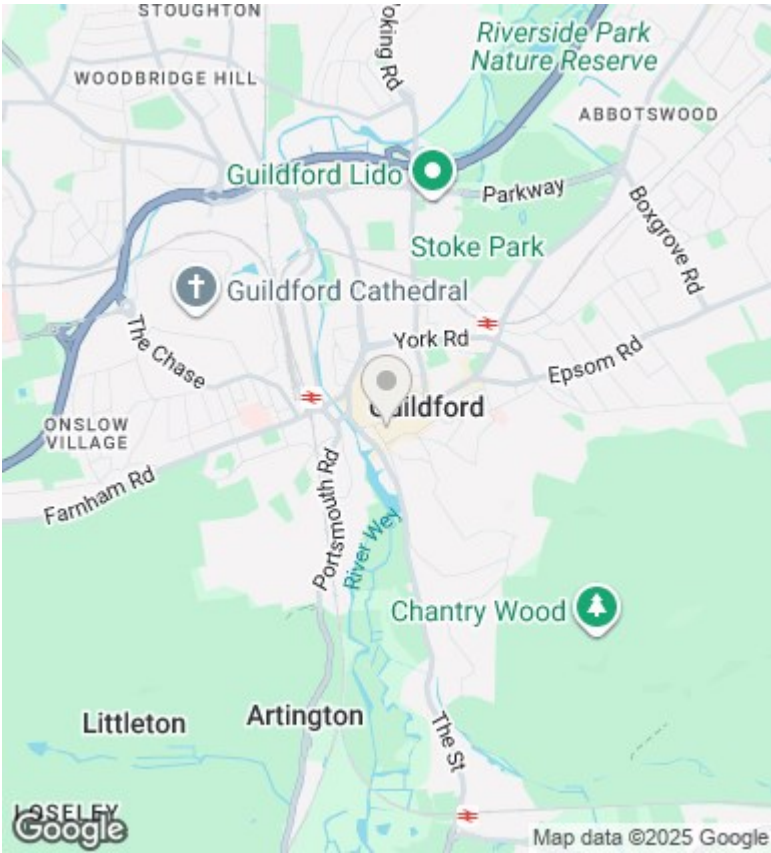 STOUGHTON
oking Rd
Riverside Park
Nature Reserve
WOODBRIDGE HILL
ABBOTSWOOD
Guildford Lido
Parkway
Boxgrove Rd
Stoke Park
Guildford Cathedral
The Chase
York Rd
Epsom Rd
Guildford
ONSLOW
VILLAGE
Farnham Rd
Portsmouth Rd
River Wey
Chantry Wood
Littleton
Artington
The St
LOSELEY
Google
Map data ©2025 Google